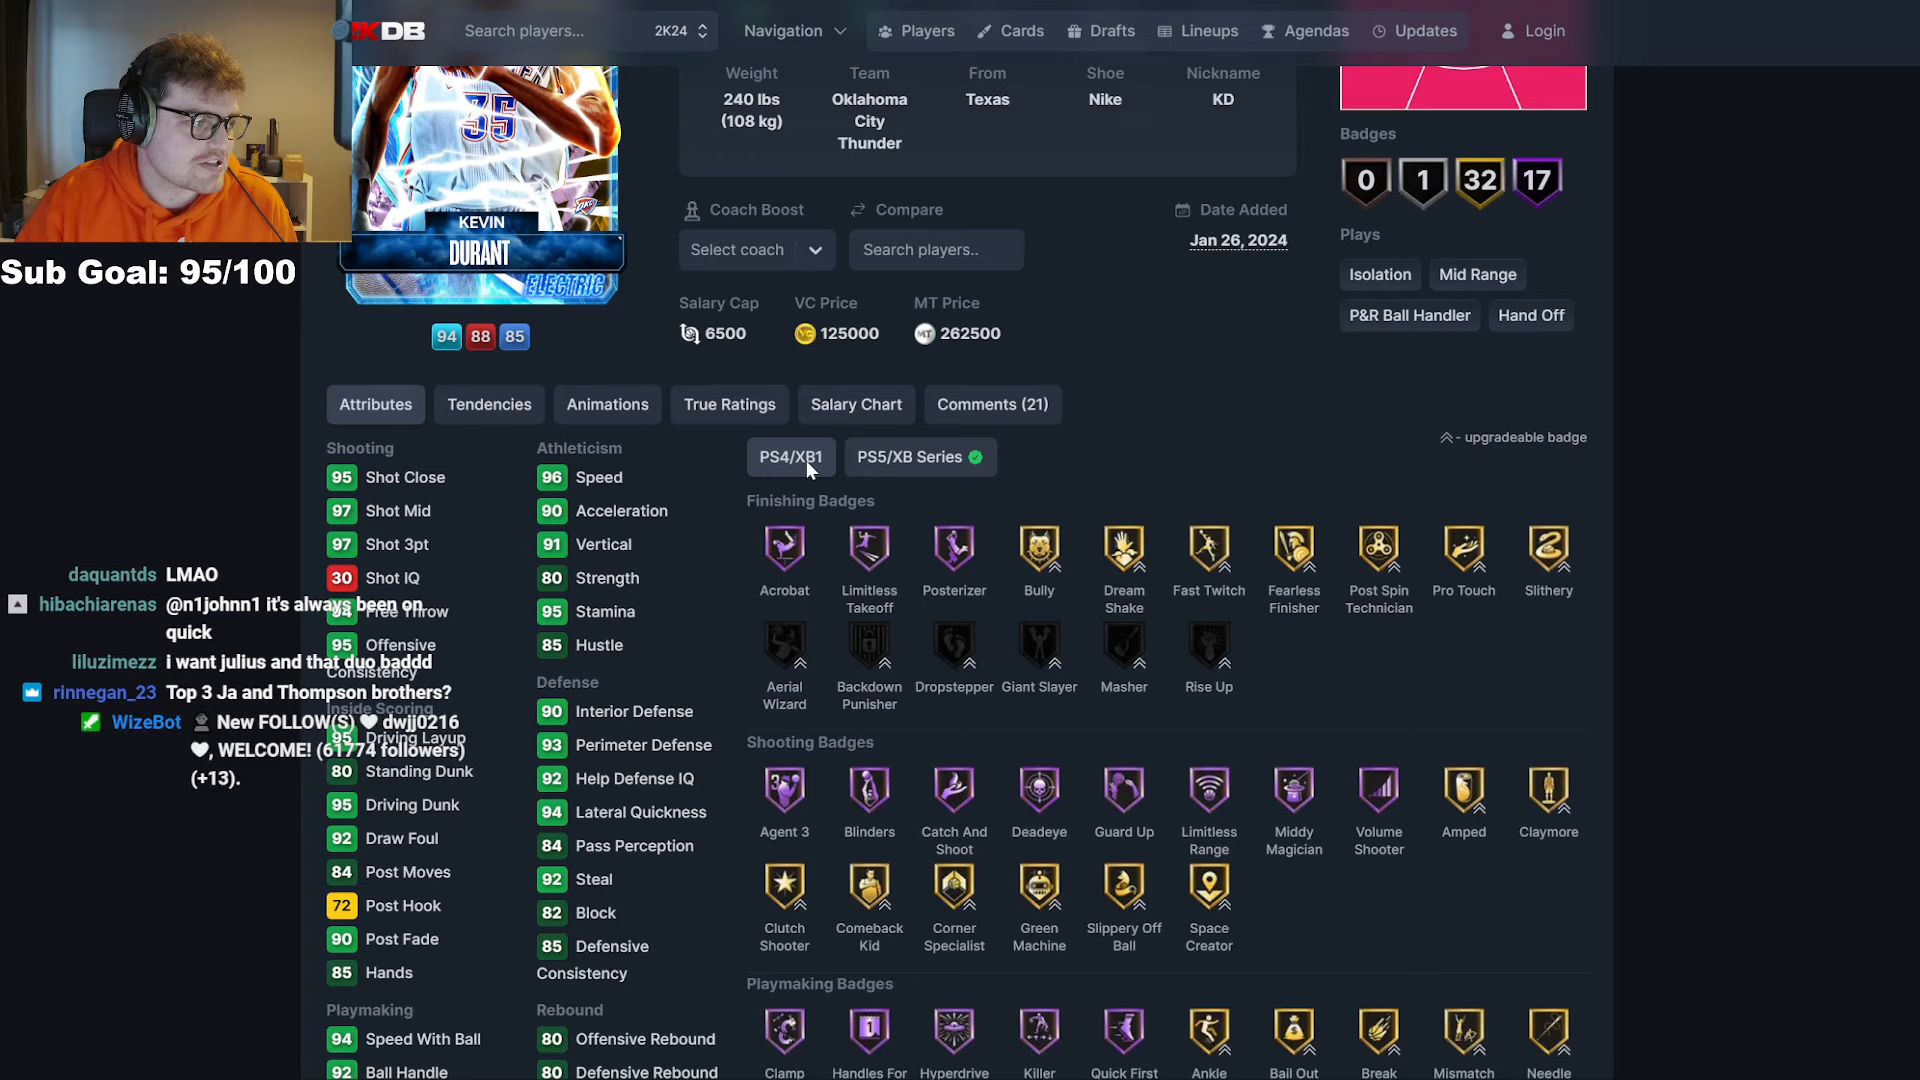 2KDB
Search players...
2K24
Navigation
Players
Cards
Drafts
Lineups
Agendas
Updates
Login
35
KEVIN
DURANT
ELECTRIC
94 88 85
Sub Goal: 95/100
Weight
240 lbs
(108 kg)
Team
Oklahoma
City
Thunder
From
Texas
Shoe
Nike
Nickname
KD
Coach Boost
Select coach
Compare
Search players..
Date Added
Jan 26, 2024
Salary Cap
6500
VC Price
VC 125000
MT Price
MT 262500
Badges
0 1 32 17
Plays
Isolation
Mid Range
P&R Ball Handler
Hand Off
Attributes
Tendencies
Animations
True Ratings
Salary Chart
Comments (21)
Shooting
95 Shot Close
97 Shot Mid
97 Shot 3pt
30 Shot IQ
94 Free Throw
95 Offensive
Consistency
Inside Scoring
95 Driving Layup
80 Standing Dunk
95 Driving Dunk
92 Draw Foul
84 Post Moves
72 Post Hook
90 Post Fade
85 Hands
Playmaking
94 Speed With Ball
92 Ball Handle
daquantds LMAO
hibachiarenas @n1johnn1 it's always been on
quick
liluzimezz i want julius and that duo baddd
rinnegan_23 Top 3 Ja and Thompson brothers?
WizeBot New FOLLOW(S) dwjj0216
, WELCOME! (61774 followers)
(+13).
Athleticism
96 Speed
90 Acceleration
91 Vertical
80 Strength
95 Stamina
85 Hustle
Defense
90 Interior Defense
93 Perimeter Defense
92 Help Defense IQ
94 Lateral Quickness
84 Pass Perception
92 Steal
82 Block
85 Defensive
Consistency
Rebound
80 Offensive Rebound
80 Defensive Rebound
PS4/XB1
PS5/XB Series
- upgradeable badge
Finishing Badges
Acrobat
Limitless
Takeoff
Posterizer
Bully
Dream
Shake
Fast Twitch
Fearless
Finisher
Post Spin
Technician
Pro Touch
Slithery
Aerial
Wizard
Backdown
Punisher
Dropstepper
Giant Slayer
Masher
Rise Up
Shooting Badges
Agent 3
Blinders
Catch And
Shoot
Deadeye
Guard Up
Limitless
Range
Middy
Magician
Volume
Shooter
Amped
Claymore
Clutch
Shooter
Comeback
Kid
Corner
Specialist
Green
Machine
Slippery Off
Ball
Space
Creator
Playmaking Badges
Clamp
Handles For
Hyperdrive
Killer
Quick First
Ankle
Bail Out
Break
Mismatch
Needle